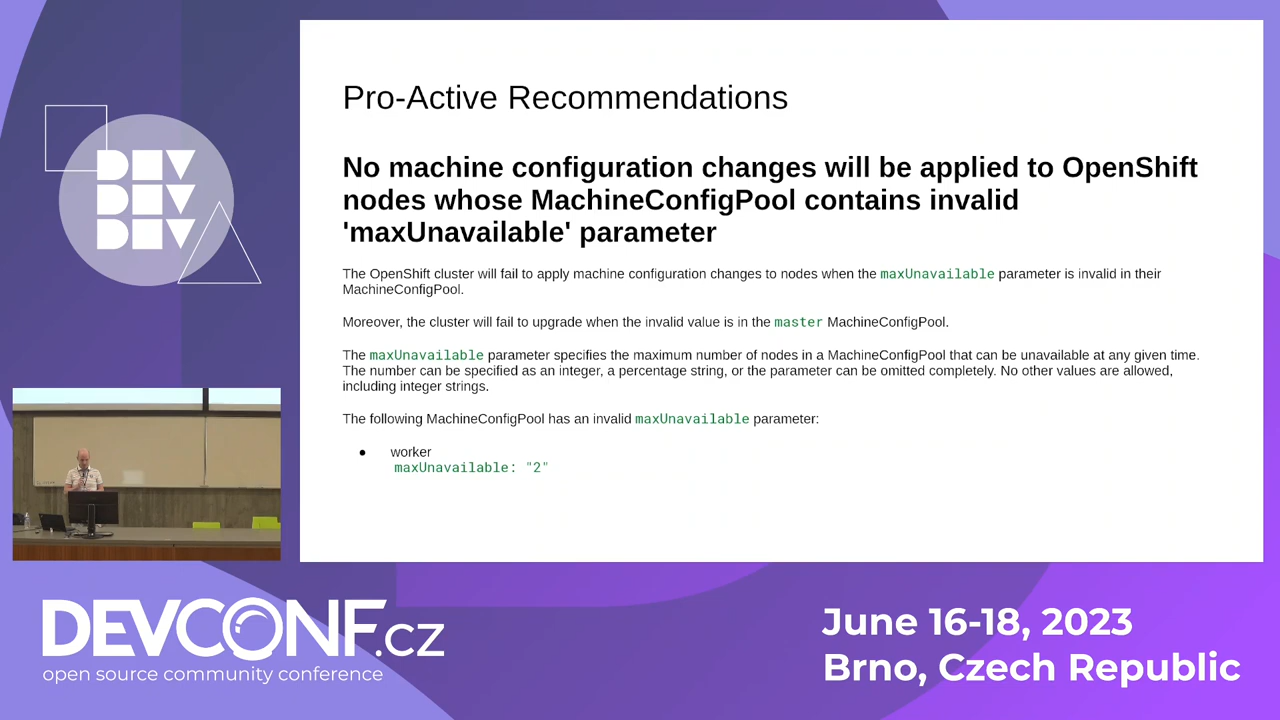 DEV
DEV
DEV
Pro-Active Recommendations
No machine configuration changes will be applied to OpenShift
nodes whose MachineConfigPool contains invalid
'maxUnavailable' parameter
The OpenShift cluster will fail to apply machine configuration changes to nodes when the maxUnavailable parameter is invalid in their
MachineConfigPool.
Moreover, the cluster will fail to upgrade when the invalid value is in the master MachineConfigPool.
The maxUnavailable parameter specifies the maximum number of nodes in a MachineConfigPool that can be unavailable at any given time.
The number can be specified as an integer, a percentage string, or the parameter can be omitted completely. No other values are allowed,
including integer strings.
The following MachineConfigPool has an invalid maxUnavailable parameter:
● worker
maxUnavailable: "2"
DEVCONF.cz
open source community conference
June 16-18, 2023
Brno, Czech Republic